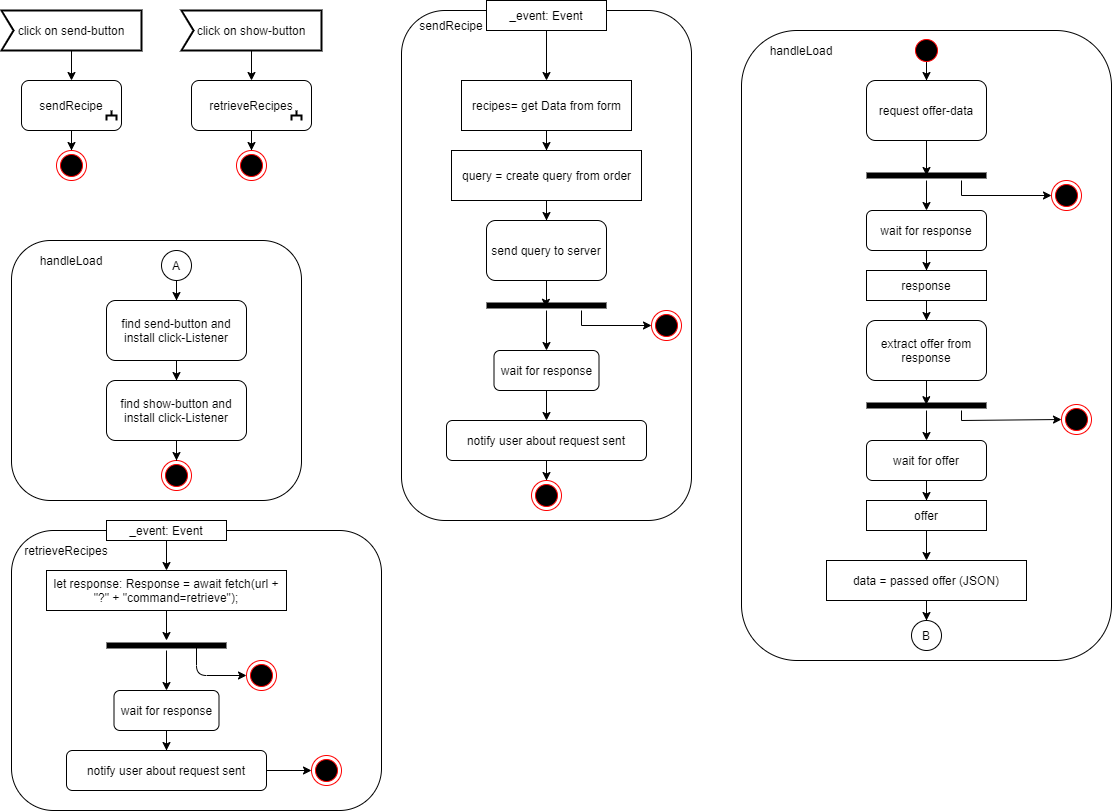 click on send-button
sendRecipe
click on show-button
retrieveRecipes
handleLoad
A
find send-button and
install click-Listener
find show-button and
install click-Listener
_event: Event
retrieveRecipes
let response: Response = await fetch(url +
"?" + "command=retrieve");
wait for response
notify user about request sent
_event: Event
sendRecipe
recipes= get Data from form
query = create query from order
send query to server
wait for response
notify user about request sent
handleLoad
request offer-data
wait for response
response
extract offer from
response
wait for offer
offer
data = passed offer (JSON)
B